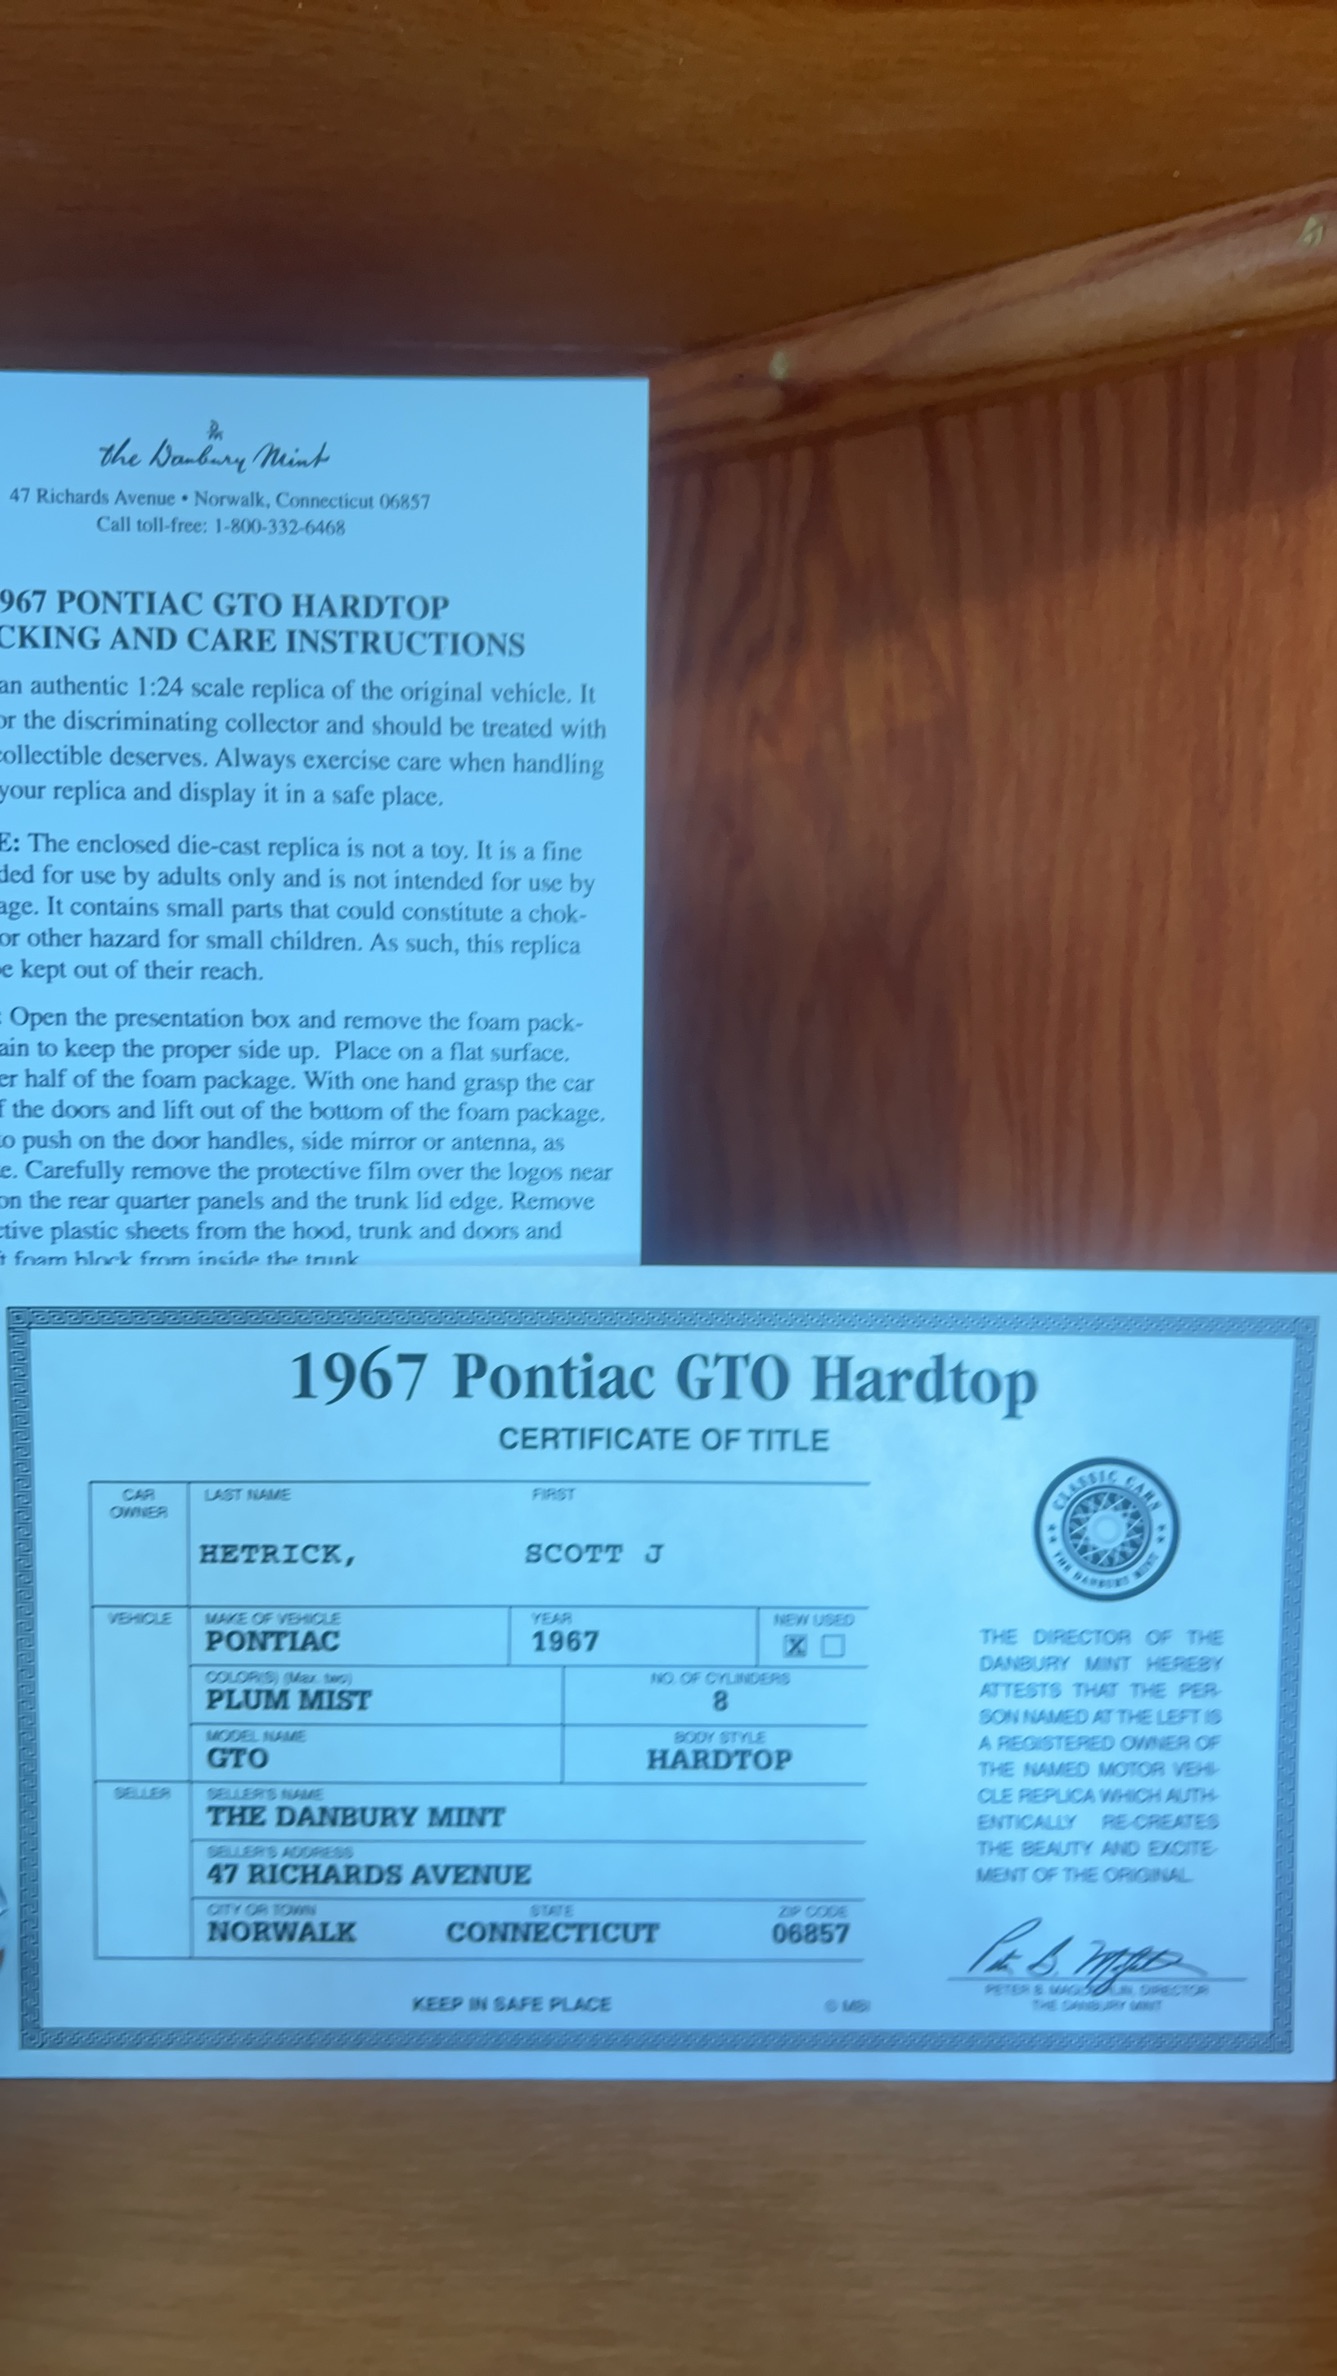 the Danbury Mint
47 Richards Avenue • Norwalk, Connecticut 06857
Call toll-free: 1-800-332-6468
967 PONTIAC GTO HARDTOP
CKING AND CARE INSTRUCTIONS
an authentic 1:24 scale replica of the original vehicle. It
or the discriminating collector and should be treated with
collectible deserves. Always exercise care when handling
your replica and display it in a safe place.
E: The enclosed die-cast replica is not a toy. It is a fine
ded for use by adults only and is not intended for use by
age. It contains small parts that could constitute a chok-
or other hazard for small children. As such, this replica
e kept out of their reach.
: Open the presentation box and remove the foam pack-
ain to keep the proper side up. Place on a flat surface.
er half of the foam package. With one hand grasp the car
f the doors and lift out of the bottom of the foam package.
to push on the door handles, side mirror or antenna, as
e. Carefully remove the protective film over the logos near
on the rear quarter panels and the trunk lid edge. Remove
ctive plastic sheets from the hood, trunk and doors and
t foam block from inside the trunk
1967 Pontiac GTO Hardtop
CERTIFICATE OF TITLE
CAR OWNER
LAST NAME FIRST
HETRICK, SCOTT J
VEHICLE
MAKE OF VEHICLE YEAR NEW USED
PONTIAC 1967 X
COLOR(S) (Max. two) NO. OF CYLINDERS
PLUM MIST 8
MODEL NAME BODY STYLE
GTO HARDTOP
SELLER
SELLER'S NAME
THE DANBURY MINT
SELLER'S ADDRESS
47 RICHARDS AVENUE
CITY OR TOWN STATE ZIP CODE
NORWALK CONNECTICUT 06857
KEEP IN SAFE PLACE © MBI
CLASSIC CARS
THE DANBURY MINT
THE DIRECTOR OF THE
DANBURY MINT HEREBY
ATTESTS THAT THE PER-
SON NAMED AT THE LEFT IS
A REGISTERED OWNER OF
THE NAMED MOTOR VEHI-
CLE REPLICA WHICH AUTH-
ENTICALLY RE-CREATES
THE BEAUTY AND EXCITE-
MENT OF THE ORIGINAL.
PETER B. DIRECTOR
THE DANBURY MINT